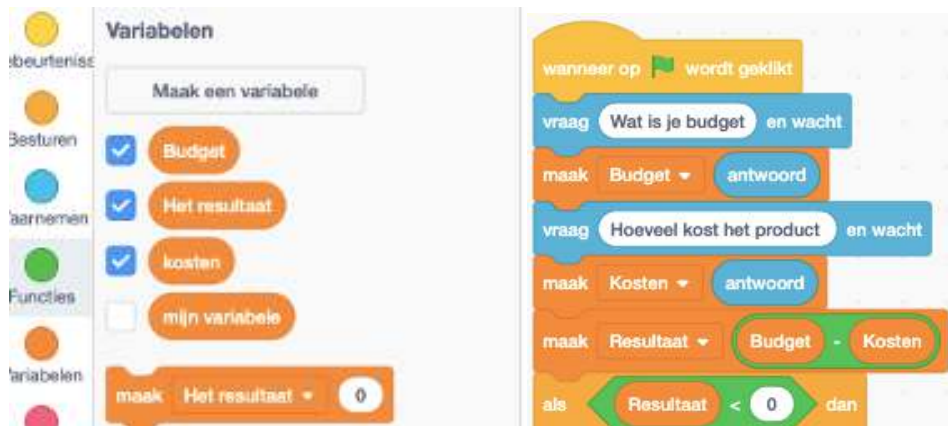 Variabelen
ebeurteniss
Maak een variabele
Besturen
Budget
aarnemen
Het resultaat
kosten
Functies
mijn variabele
ariabelen
maak Het resultaat 0
wanneer op wordt geklikt
vraag Wat is je budget en wacht
maak Budget antwoord
vraag Hoeveel kost het product en wacht
maak Kosten antwoord
maak Resultaat Budget - Kosten
als Resultaat < 0 dan